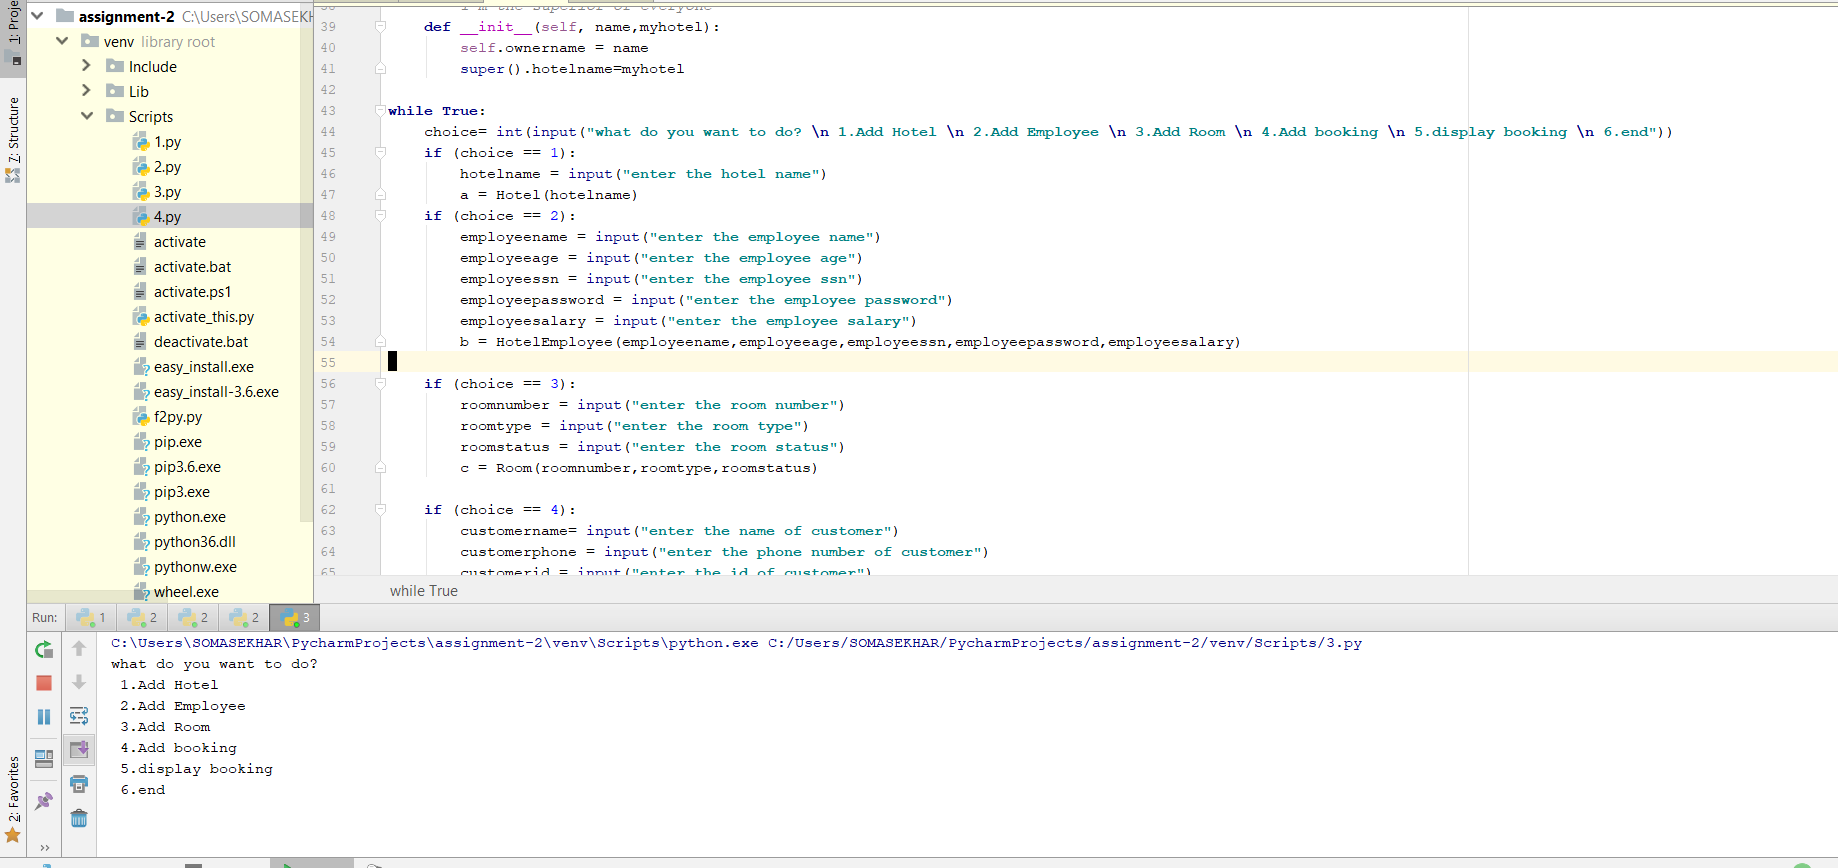 1: Proje
7: Structure
2: Favorites
assignment-2 C:\Users\SOMASEKH
venv library root
Include
Lib
Scripts
1.py
2.py
3.py
4.py
activate
activate.bat
activate.ps1
activate_this.py
deactivate.bat
easy_install.exe
easy_install-3.6.exe
f2py.py
pip.exe
pip3.6.exe
pip3.exe
python.exe
python36.dll
pythonw.exe
wheel.exe
38 I'm the superior of everyone
39 def __init__(self, name,myhotel):
40 self.ownername = name
41 super().hotelname=myhotel
42
43 while True:
44 choice= int(input("what do you want to do? \n 1.Add Hotel \n 2.Add Employee \n 3.Add Room \n 4.Add booking \n 5.display booking \n 6.end"))
45 if (choice == 1):
46 hotelname = input("enter the hotel name")
47 a = Hotel(hotelname)
48 if (choice == 2):
49 employeename = input("enter the employee name")
50 employeeage = input("enter the employee age")
51 employeessn = input("enter the employee ssn")
52 employeepassword = input("enter the employee password")
53 employeesalary = input("enter the employee salary")
54 b = HotelEmployee(employeename,employeeage,employeessn,employeepassword,employeesalary)
55
56 if (choice == 3):
57 roomnumber = input("enter the room number")
58 roomtype = input("enter the room type")
59 roomstatus = input("enter the room status")
60 c = Room(roomnumber,roomtype,roomstatus)
61
62 if (choice == 4):
63 customername= input("enter the name of customer")
64 customerphone = input("enter the phone number of customer")
65 customerid = input("enter the id of customer")
while True
Run: 1 2 2 2 3
C:\Users\SOMASEKHAR\PycharmProjects\assignment-2\venv\Scripts\python.exe C:/Users/SOMASEKHAR/PycharmProjects/assignment-2/venv/Scripts/3.py
what do you want to do?
1.Add Hotel
2.Add Employee
3.Add Room
4.Add booking
5.display booking
6.end